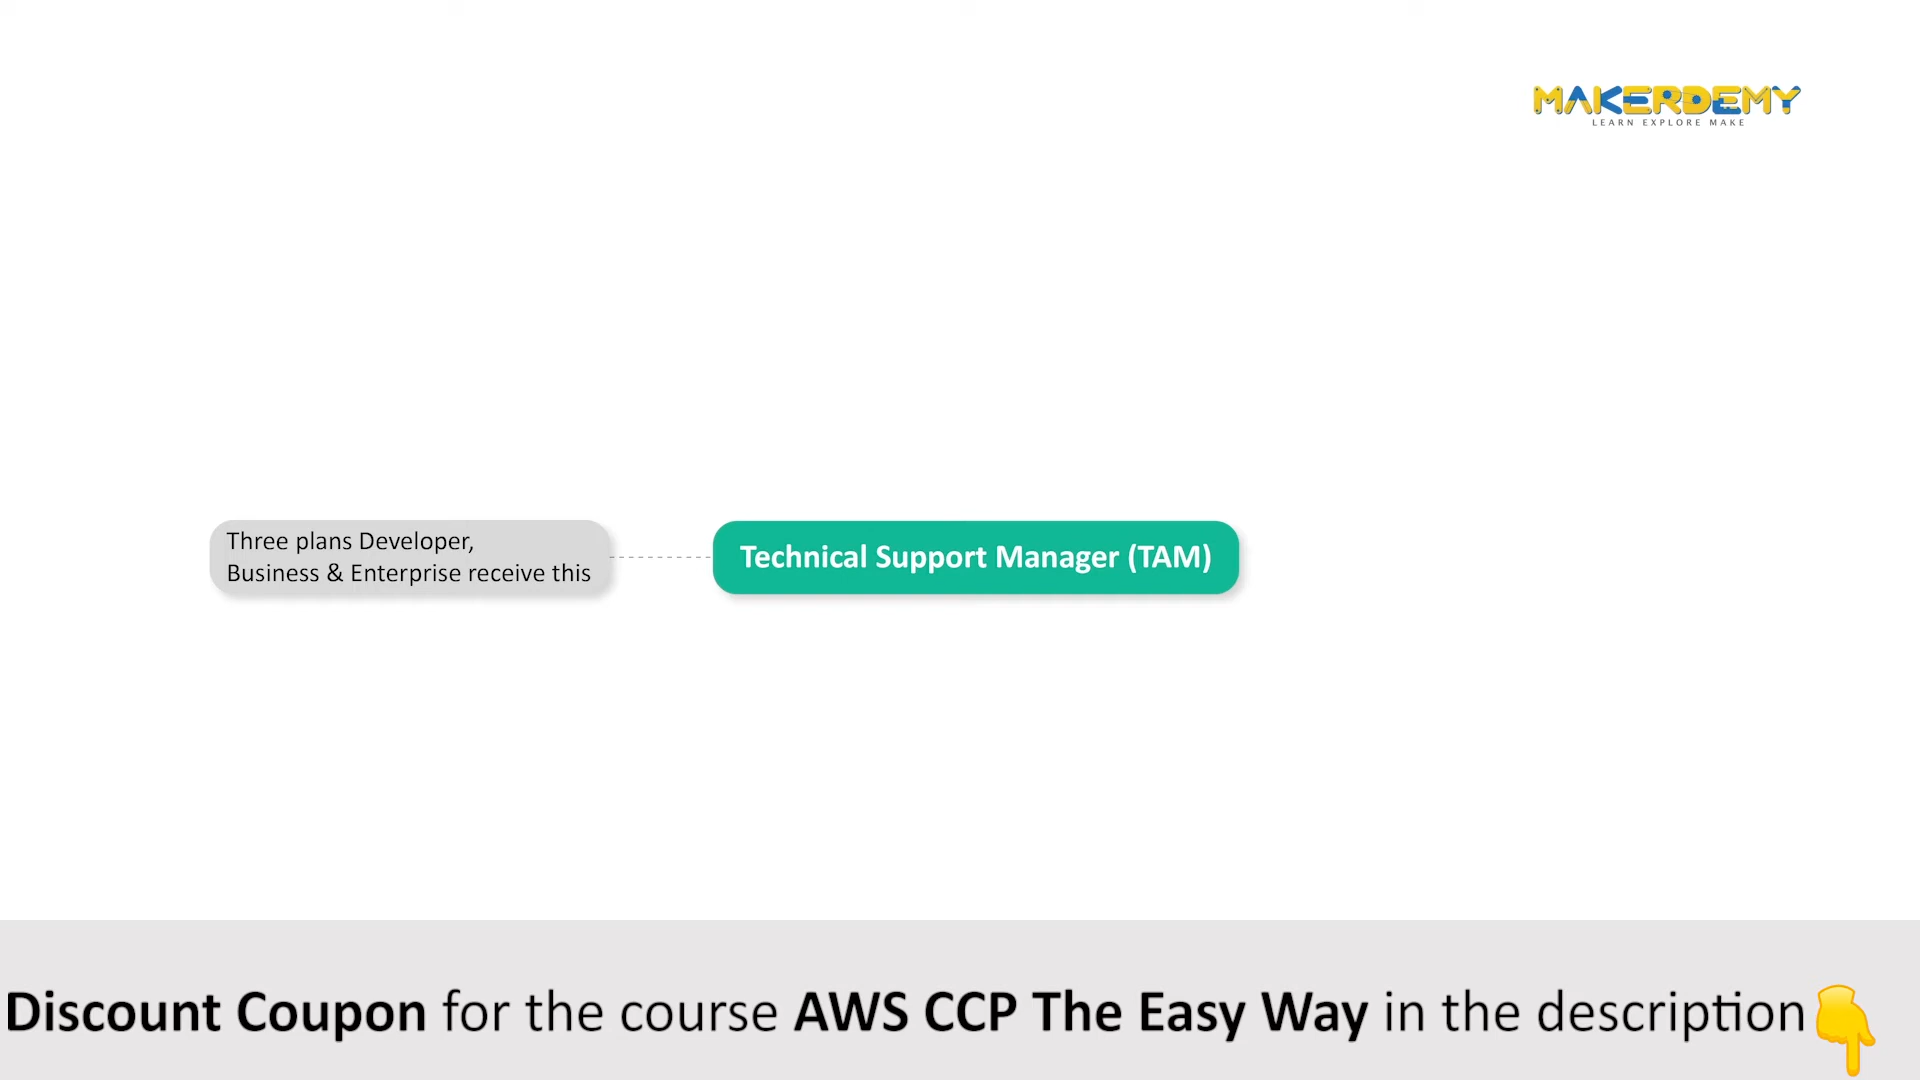 MAKERDEMY
LEARN EXPLORE MAKE
Three plans Developer,
Business & Enterprise receive this
Technical Support Manager (TAM)
Discount Coupon for the course AWS CCP The Easy Way in the description